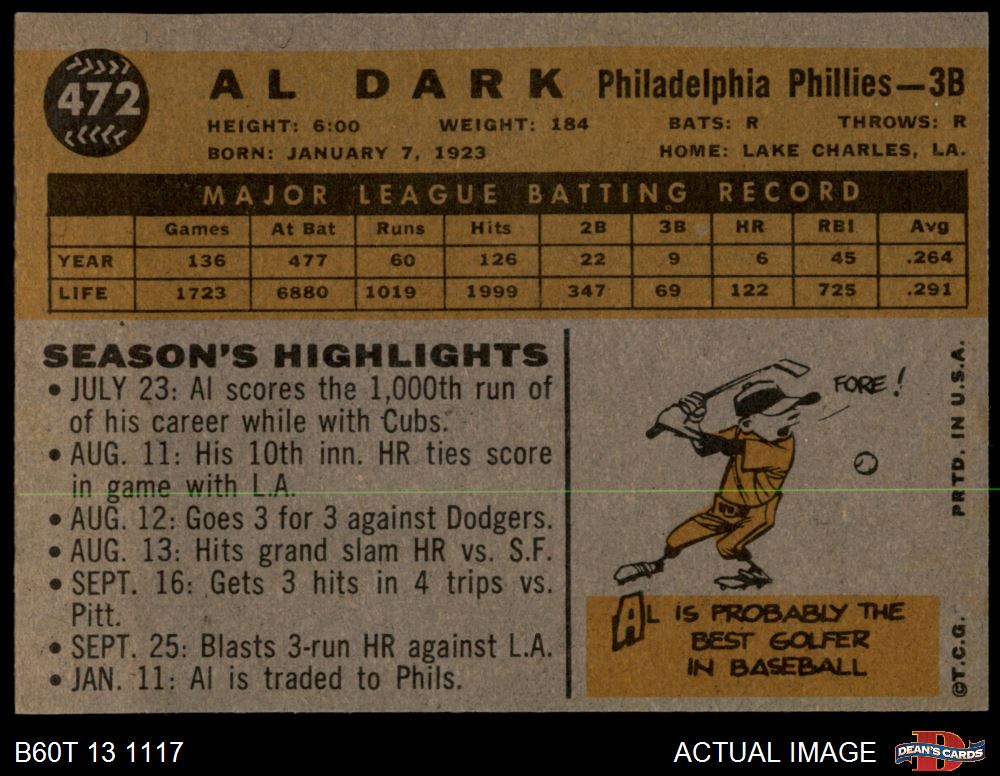 472
AL DARK Philadelphia Phillies—3B
HEIGHT: 6:00 WEIGHT: 184 BATS: R THROWS: R
BORN: JANUARY 7, 1923 HOME: LAKE CHARLES, LA.
MAJOR LEAGUE BATTING RECORD
Games At Bat Runs Hits 2B 3B HR RBI Avg
YEAR 136 477 60 126 22 9 6 45 .264
LIFE 1723 6880 1019 1999 347 69 122 725 .291
SEASON'S HIGHLIGHTS
• JULY 23: Al scores the 1,000th run of
of his career while with Cubs.
• AUG. 11: His 10th inn. HR ties score
in game with L.A.
• AUG. 12: Goes 3 for 3 against Dodgers.
• AUG. 13: Hits grand slam HR vs. S.F.
• SEPT. 16: Gets 3 hits in 4 trips vs.
Pitt.
• SEPT. 25: Blasts 3-run HR against L.A.
• JAN. 11: Al is traded to Phils.
FORE!
AL IS PROBABLY THE
BEST GOLFER
IN BASEBALL
©T.C.G. PRTD. IN U.S.A.
B60T 13 1117 ACTUAL IMAGE DEAN'S CARDS